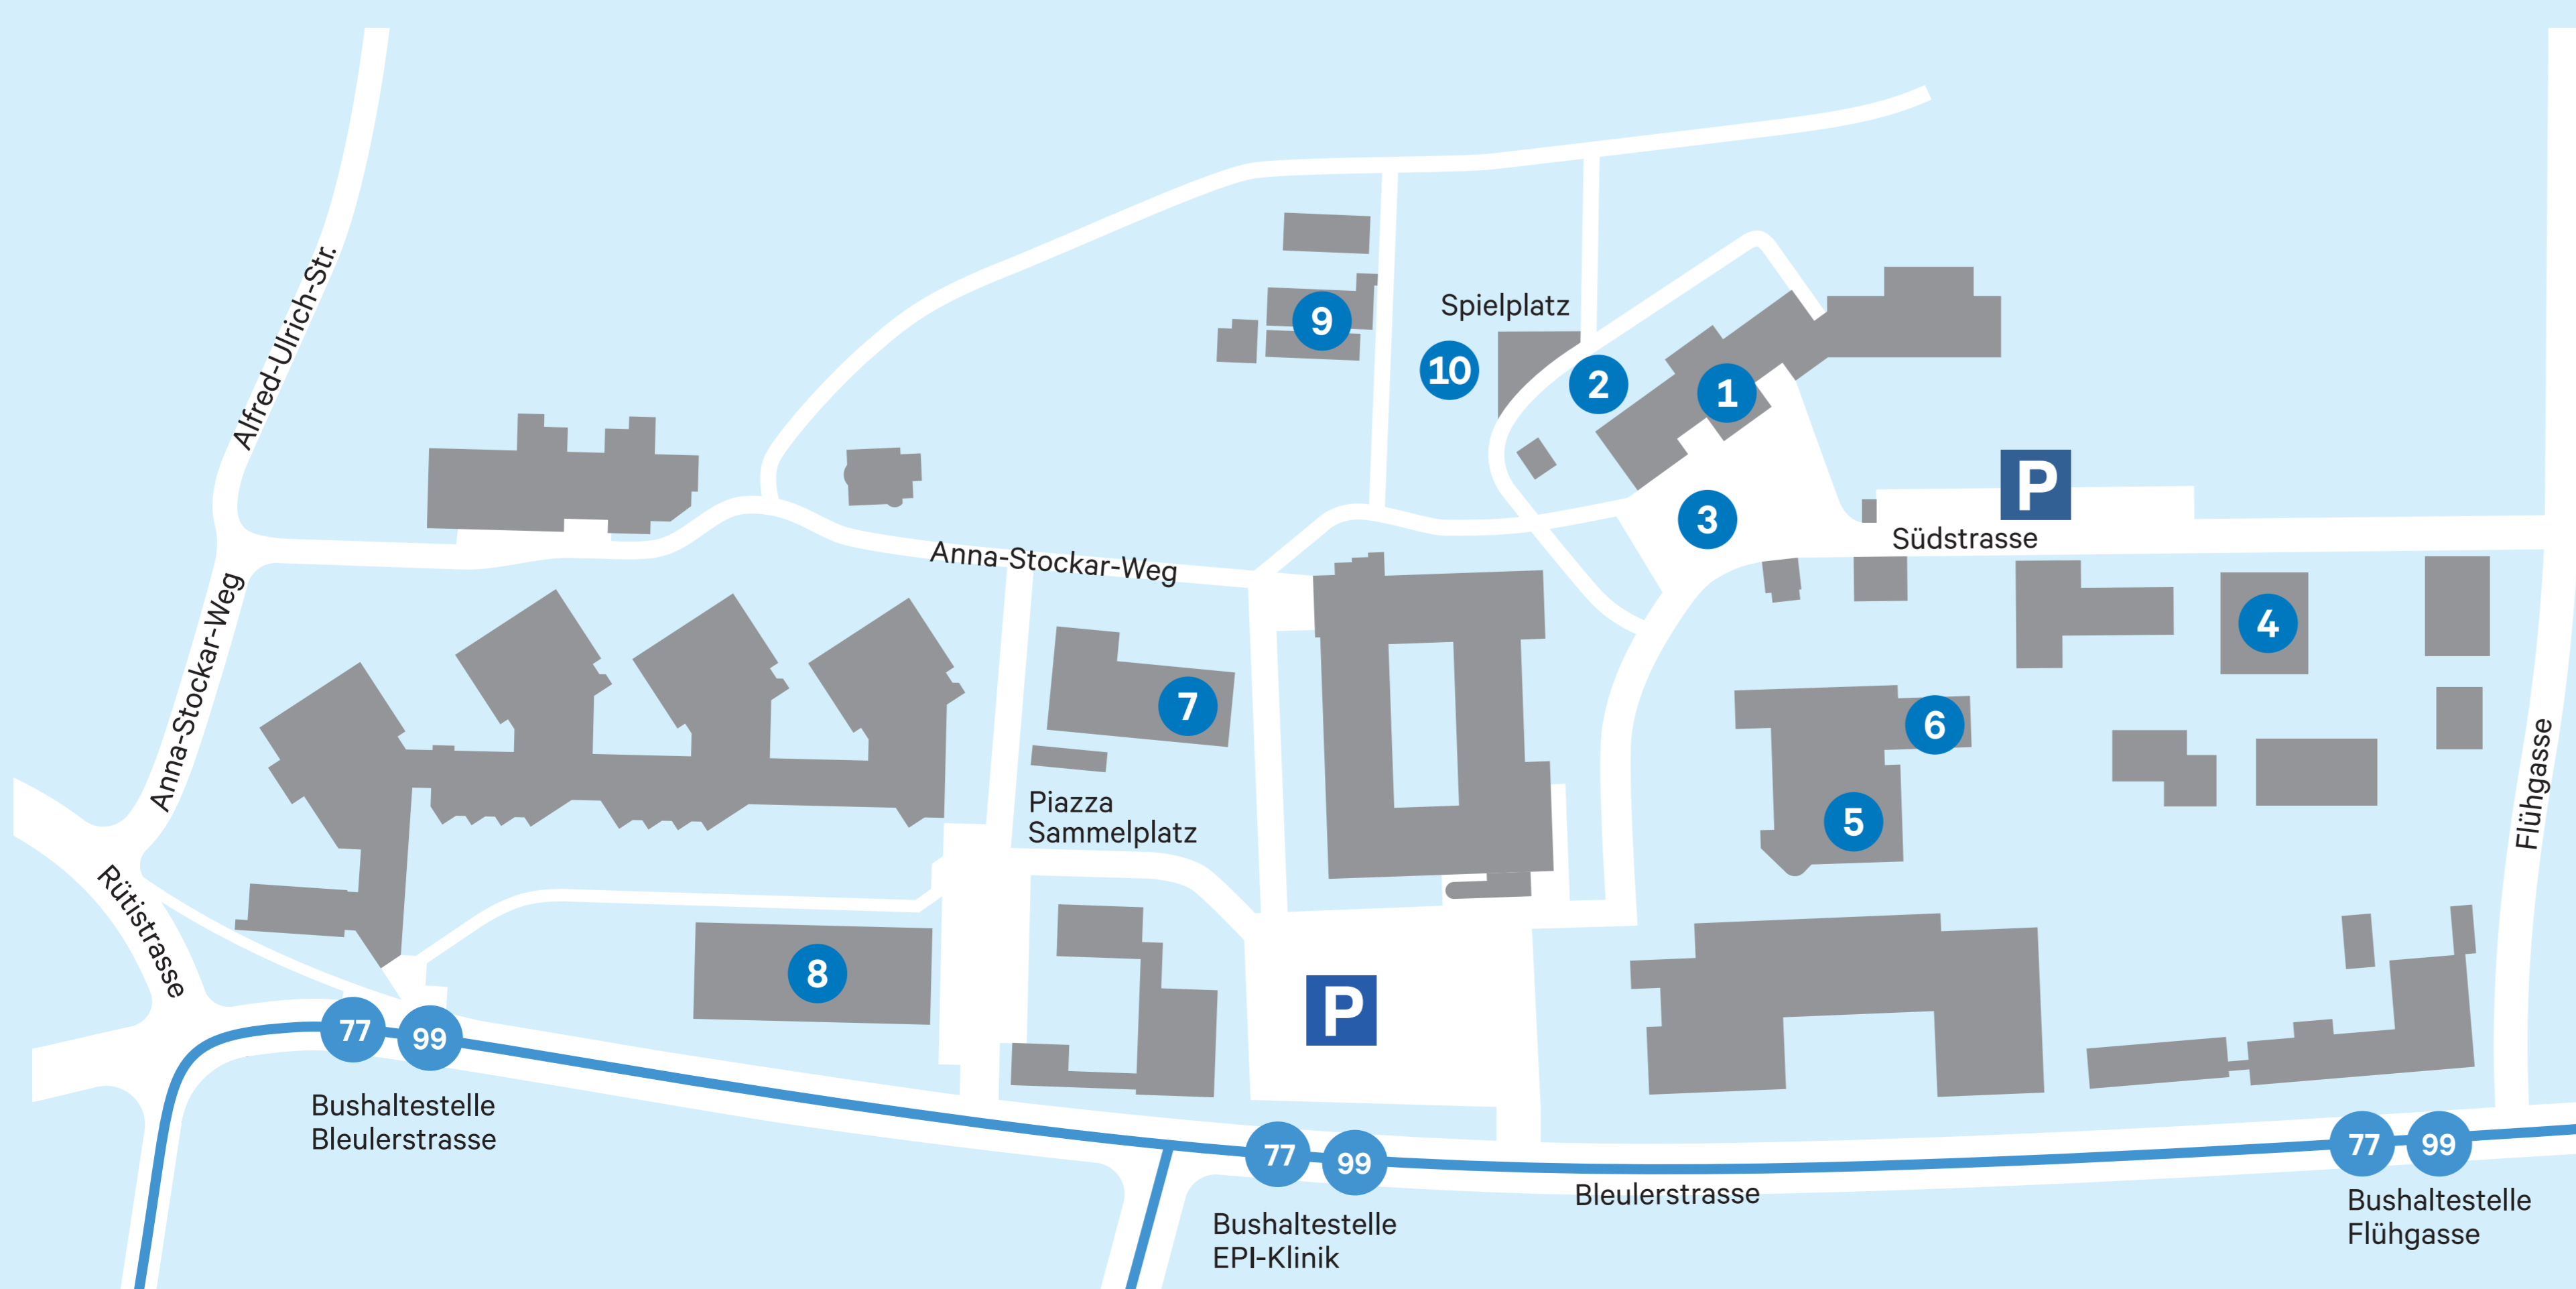 Alfred-Ulrich-Str.
Spielplatz
9
10
2
1
P
3
Südstrasse
Anna-Stockar-Weg
Anna-Stockar-Weg
4
7
6
Flühgasse
Piazza
Sammelplatz
5
Rütistrasse
8
P
77
99
Bushaltestelle
Bleulerstrasse
77
99
Bushaltestelle
EPI-Klinik
Bleulerstrasse
77
99
Bushaltestelle
Flühgasse